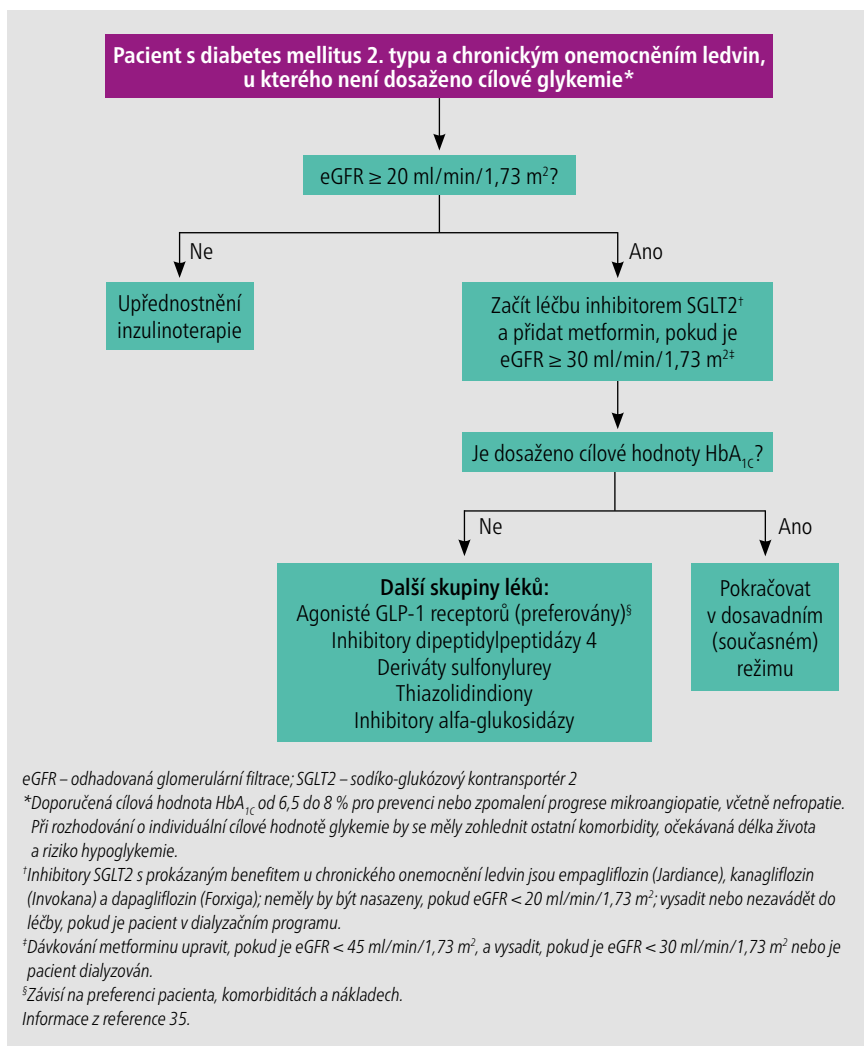 Pacient s diabetes mellitus 2. typu a chronickým onemocněním ledvin,
u kterého není dosaženo cílové glykemie*
eGFR ≥ 20 ml/min/1,73 m²?
Ne
Ano
Upřednostnění
inzulinoterapie
Začít léčbu inhibitorem SGLT2†
a přidat metformin, pokud je
eGFR ≥ 30 ml/min/1,73 m²‡
Je dosaženo cílové hodnoty HbA1C?
Ne
Ano
Další skupiny léků:
Agonisté GLP-1 receptorů (preferovány)§
Inhibitory dipeptidylpeptidázy 4
Deriváty sulfonylurey
Thiazolidindiony
Inhibitory alfa-glukosidázy
Pokračovat
v dosavadním
(současném)
režimu
eGFR – odhadovaná glomerulární filtrace; SGLT2 – sodíko-glukózový kontransportér 2
*Doporučená cílová hodnota HbA1C od 6,5 do 8 % pro prevenci nebo zpomalení progrese mikroangiopatie, včetně nefropatie.
Při rozhodování o individuální cílové hodnotě glykemie by se měly zohlednit ostatní komorbidity, očekávaná délka života
a riziko hypoglykemie.
†Inhibitory SGLT2 s prokázaným benefitem u chronického onemocnění ledvin jsou empagliflozin (Jardiance), kanagliflozin
(Invokana) a dapagliflozin (Forxiga); neměly by být nasazeny, pokud eGFR < 20 ml/min/1,73 m²; vysadit nebo nezavádět do
léčby, pokud je pacient v dialyzačním programu.
‡Dávkování metforminu upravit, pokud je eGFR < 45 ml/min/1,73 m², a vysadit, pokud je eGFR < 30 ml/min/1,73 m² nebo je
pacient dialyzován.
§Závisí na preferenci pacienta, komorbiditách a nákladech.
Informace z reference 35.